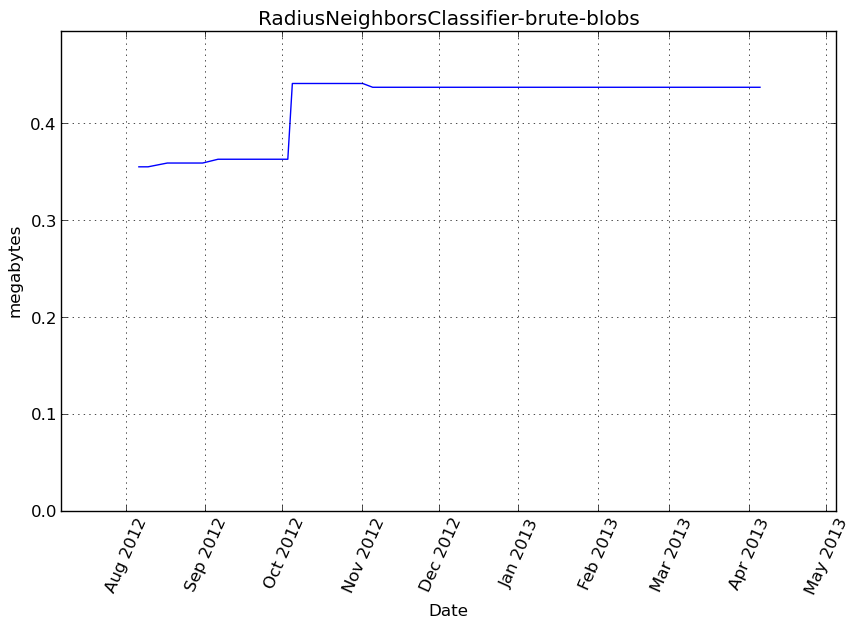 RadiusNeighborsClassifier-brute-blobs
megabytes
0.4
0.3
0.2
0.1
0.0
Aug 2012
Sep 2012
Oct 2012
Nov 2012
Dec 2012
Jan 2013
Feb 2013
Mar 2013
Apr 2013
May 2013
Date